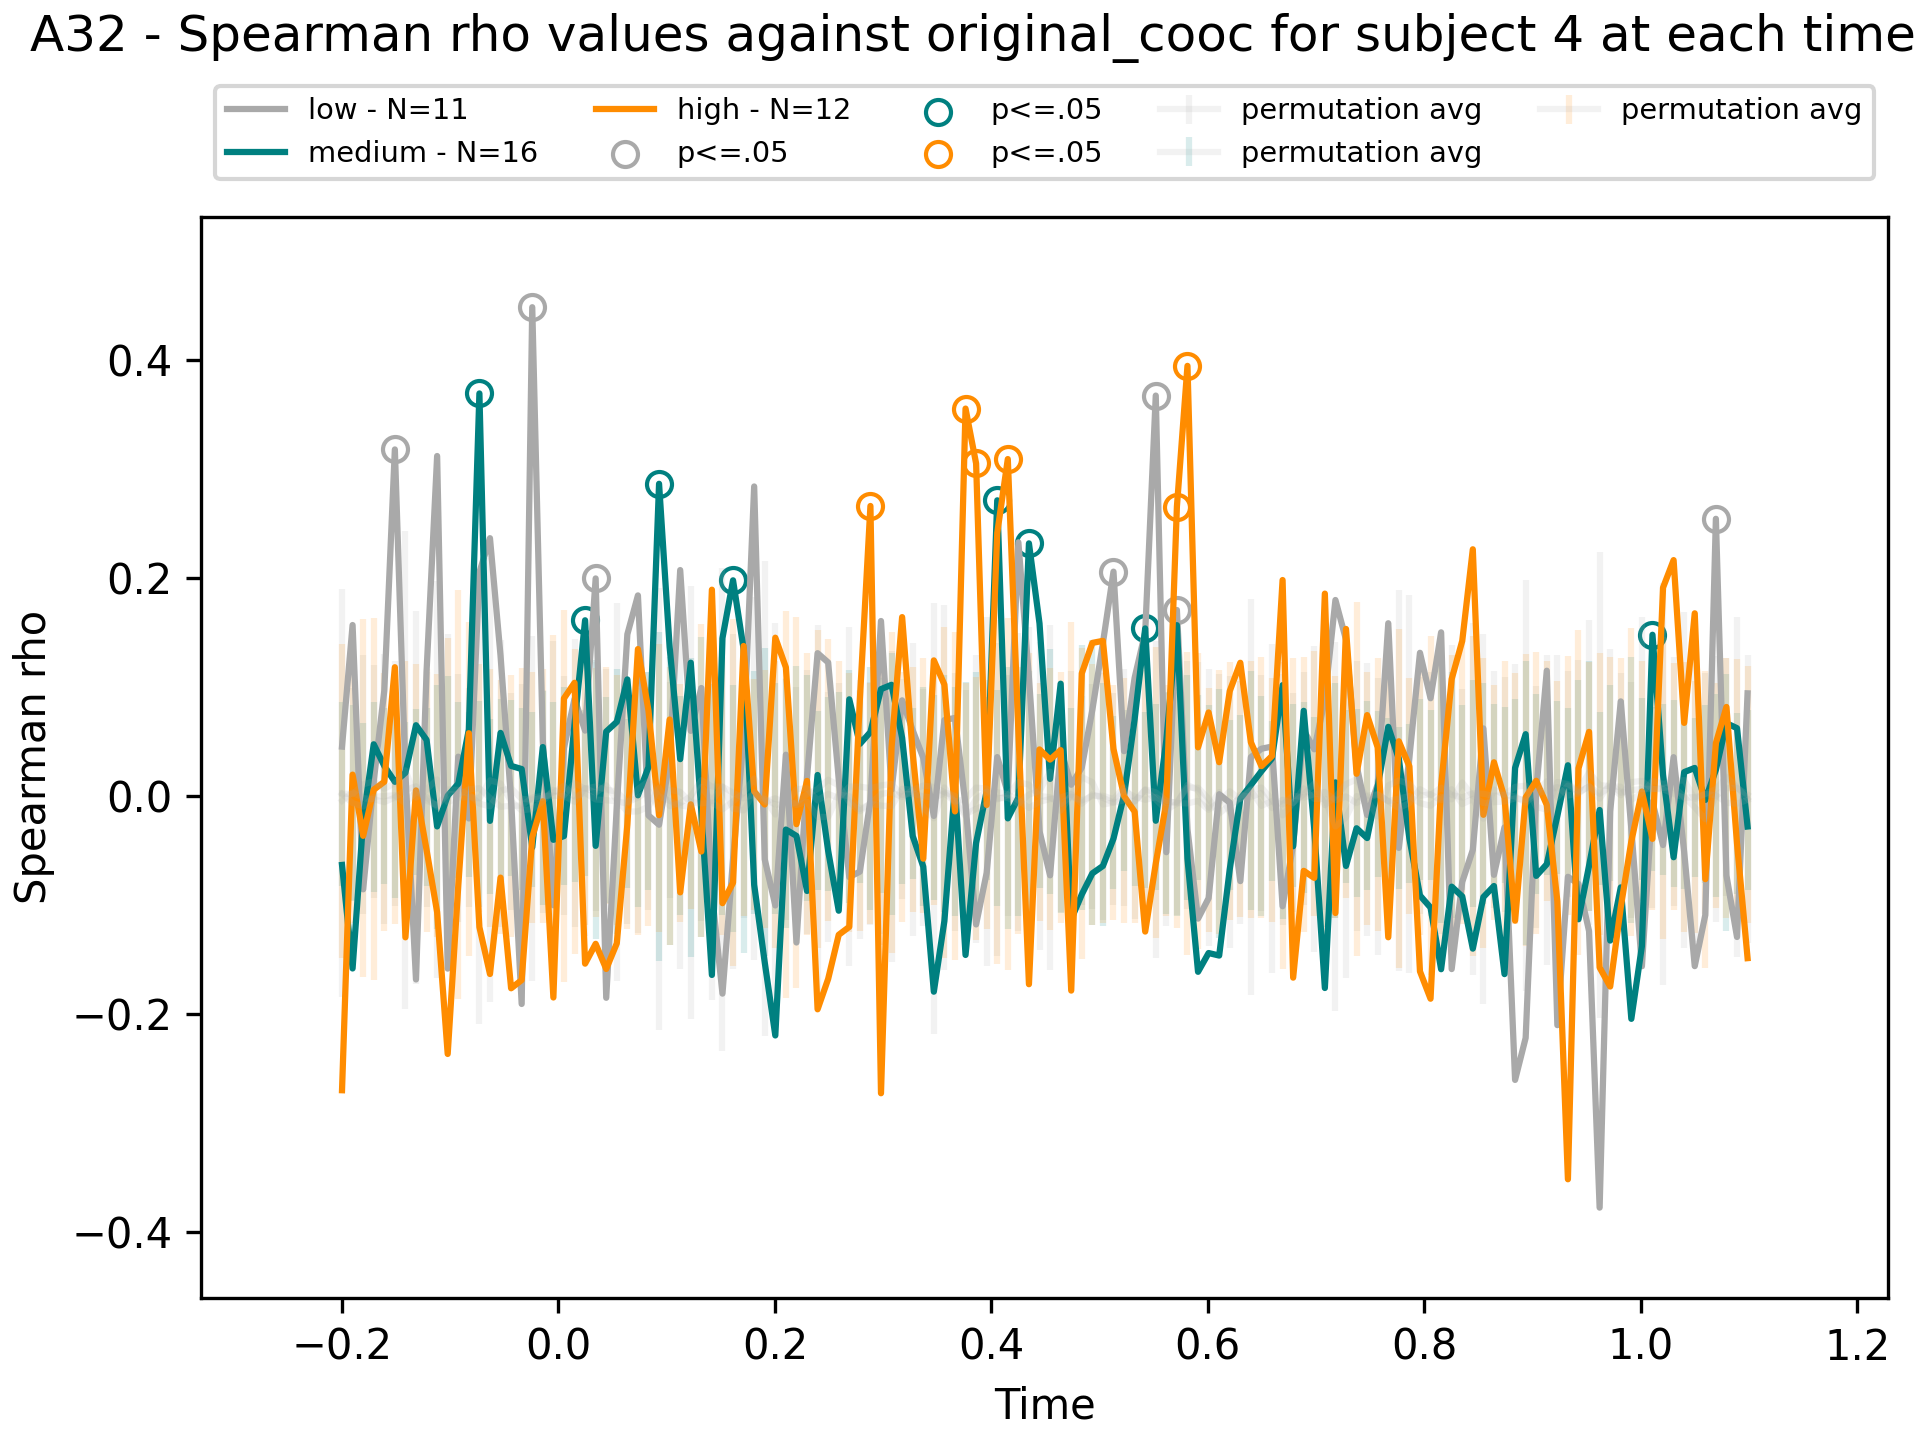 A32 - Spearman rho values against original_cooc for subject 4 at each time
low - N=11
medium - N=16
high - N=12
p<=.05
p<=.05
p<=.05
permutation avg
permutation avg
permutation avg
Spearman rho
0.4
0.2
0.0
−0.2
−0.4
−0.2 0.0 0.2 0.4 0.6 0.8 1.0 1.2
Time